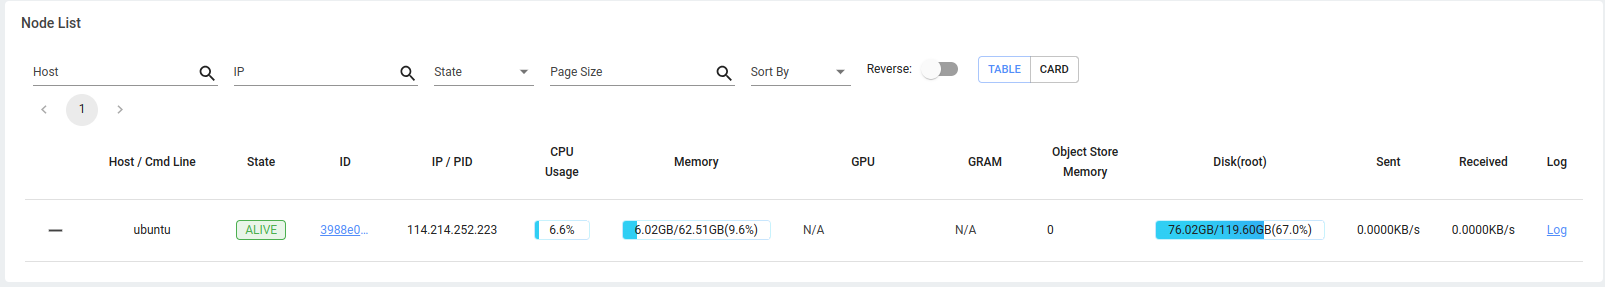 Node List
Host
IP
State
Page Size
Sort By
Reverse:
TABLE
CARD
1
Host / Cmd Line
State
ID
IP / PID
CPU
Usage
Memory
GPU
GRAM
Object Store
Memory
Disk(root)
Sent
Received
Log
ubuntu
ALIVE
3988e0...
114.214.252.223
6.6%
6.02GB/62.51GB(9.6%)
N/A
N/A
0
76.02GB/119.60GB(67.0%)
0.0000KB/s
0.0000KB/s
Log